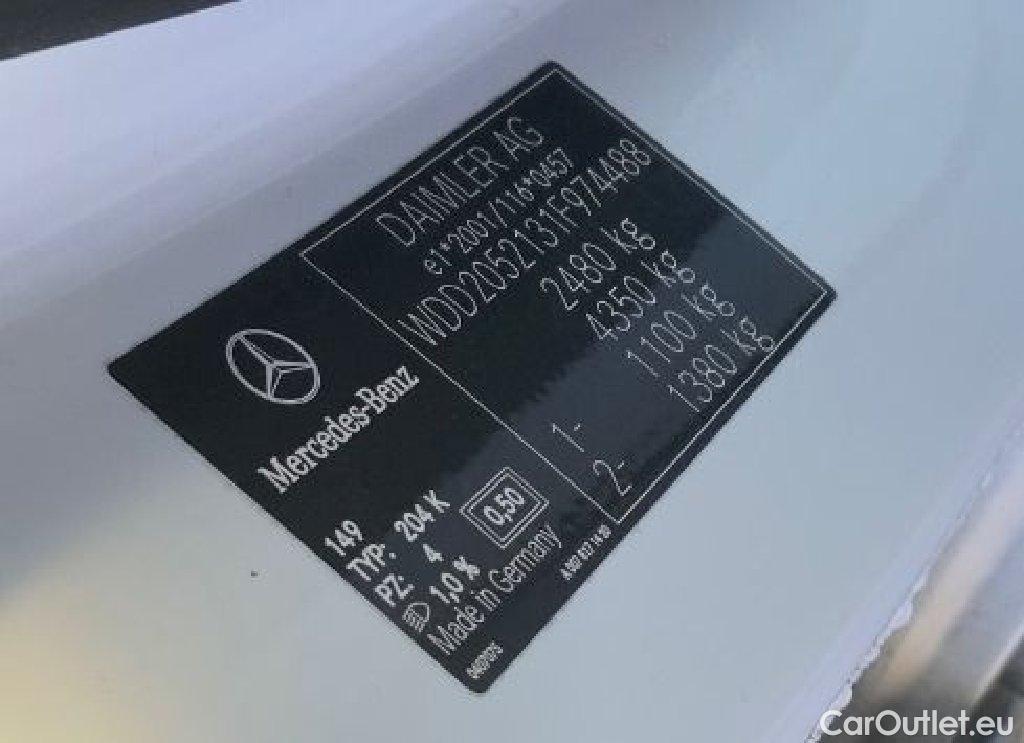 DAIMLER AG
e1*2001/116*0457
WDD2052131F974488
2480 kg
4350 kg
1- 1100 kg
2- 1380 kg
Mercedes-Benz
149
TYP: 204 K
PZ: 4
0,50
1,0 %
Made in Germany
CarOutlet.eu